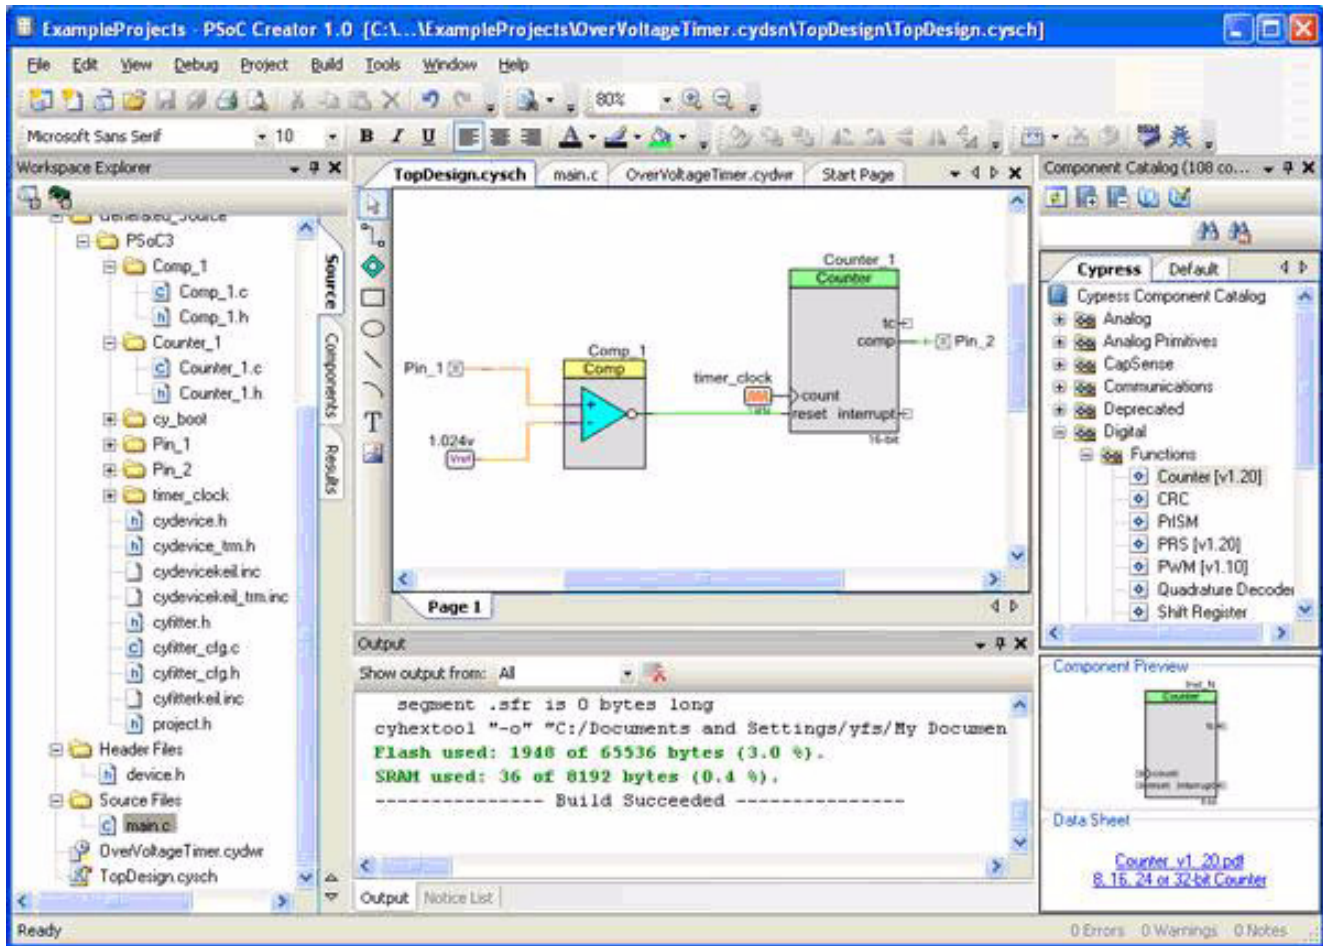 ExampleProjects - PSoC Creator 1.0 [C:\...\ExampleProjects\OverVoltageTimer.cydsn\TopDesign\TopDesign.cysch]
File Edit View Debug Project Build Tools Window Help
80%
Microsoft Sans Serif 10 B I U A
Workspace Explorer
Generated_Source
PSoC3
Comp_1
Comp_1.c
Comp_1.h
Counter_1
Counter_1.c
Counter_1.h
cy_boot
Pin_1
Pin_2
timer_clock
cydevice.h
cydevice_trm.h
cydevicekeil.inc
cydevicekeil_trm.inc
cyfitter.h
cyfitter_cfg.c
cyfitter_cfg.h
cyfitterkeil.inc
project.h
Header Files
device.h
Source Files
main.c
OverVoltageTimer.cydwr
TopDesign.cysch
Source
Components
Results
TopDesign.cysch main.c OverVoltageTimer.cydwr Start Page
T
Counter_1
Counter
tc
comp
Pin_2
Comp_1
Comp
Pin_1
timer_clock
count
reset interrupt
16-bit
1.024v
Vref
Page 1
Output
Show output from: All
segment .sfr is 0 bytes long
cyhextool "-o" "C:/Documents and Settings/yfs/My Documen
Flash used: 1948 of 65536 bytes (3.0 %).
SRAM used: 36 of 8192 bytes (0.4 %).
--------------- Build Succeeded ---------------
Output Notice List
Component Catalog (108 co...
Cypress Default
Cypress Component Catalog
Analog
Analog Primitives
CapSense
Communications
Deprecated
Digital
Functions
Counter [v1.20]
CRC
PrISM
PRS [v1.20]
PWM [v1.10]
Quadrature Decoder
Shift Register
Component Preview
Inst_N
Counter
Data Sheet
Counter_v1_20.pdf
8, 16, 24 or 32-bit Counter
Ready
0 Errors 0 Warnings 0 Notes